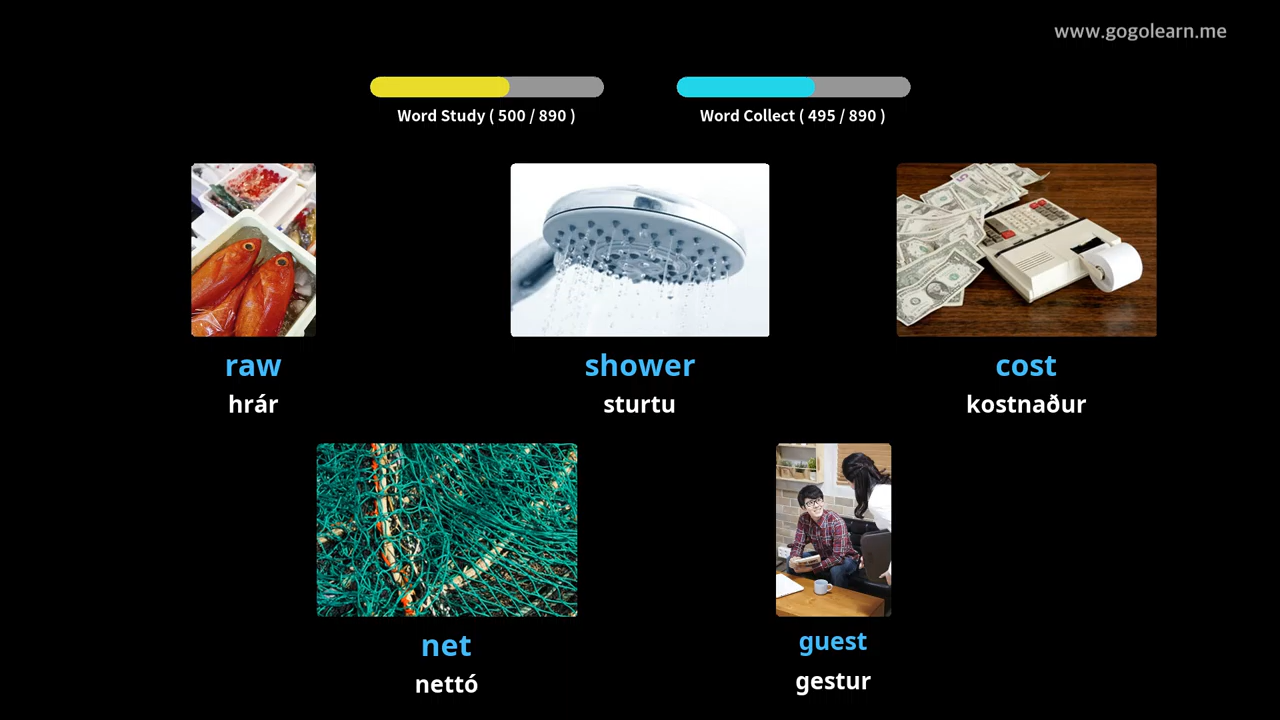 www.gogolearn.me
Word Study ( 500 / 890 )
Word Collect ( 495 / 890 )
raw
hrár
shower
sturtu
cost
kostnaður
net
nettó
guest
gestur